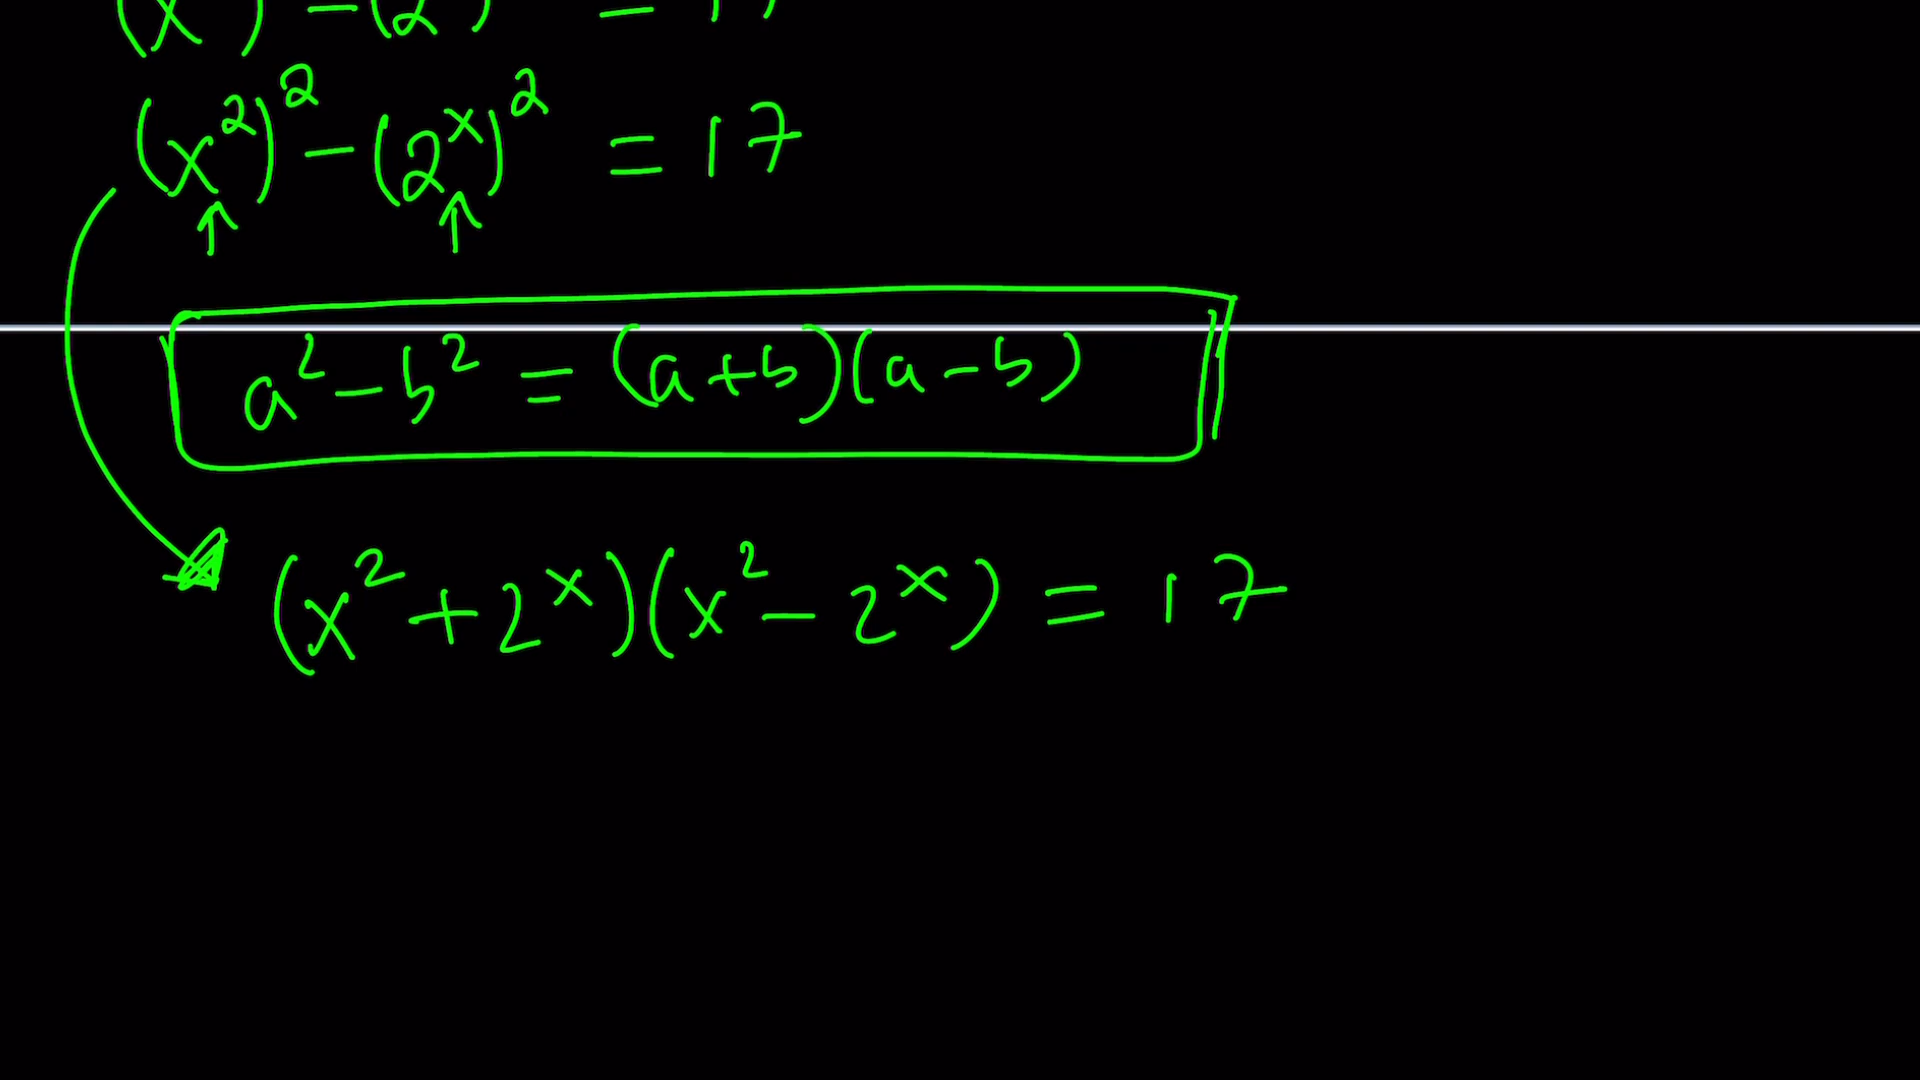 (x²)² − (2ˣ)² = 17
a² − b² = (a+b)(a−b)
(x² + 2ˣ)(x² − 2ˣ) = 17